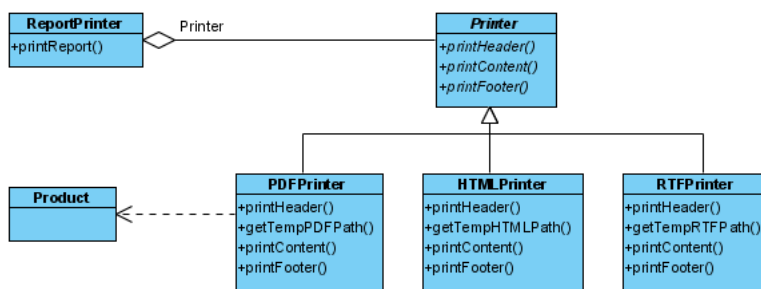 ReportPrinter
+printReport()
Printer
Printer
+printHeader()
+printContent()
+printFooter()
Product
PDFPrinter
+printHeader()
+getTempPDFPath()
+printContent()
+printFooter()
HTMLPrinter
+printHeader()
+getTempHTMLPath()
+printContent()
+printFooter()
RTFPrinter
+printHeader()
+getTempRTFPath()
+printContent()
+printFooter()